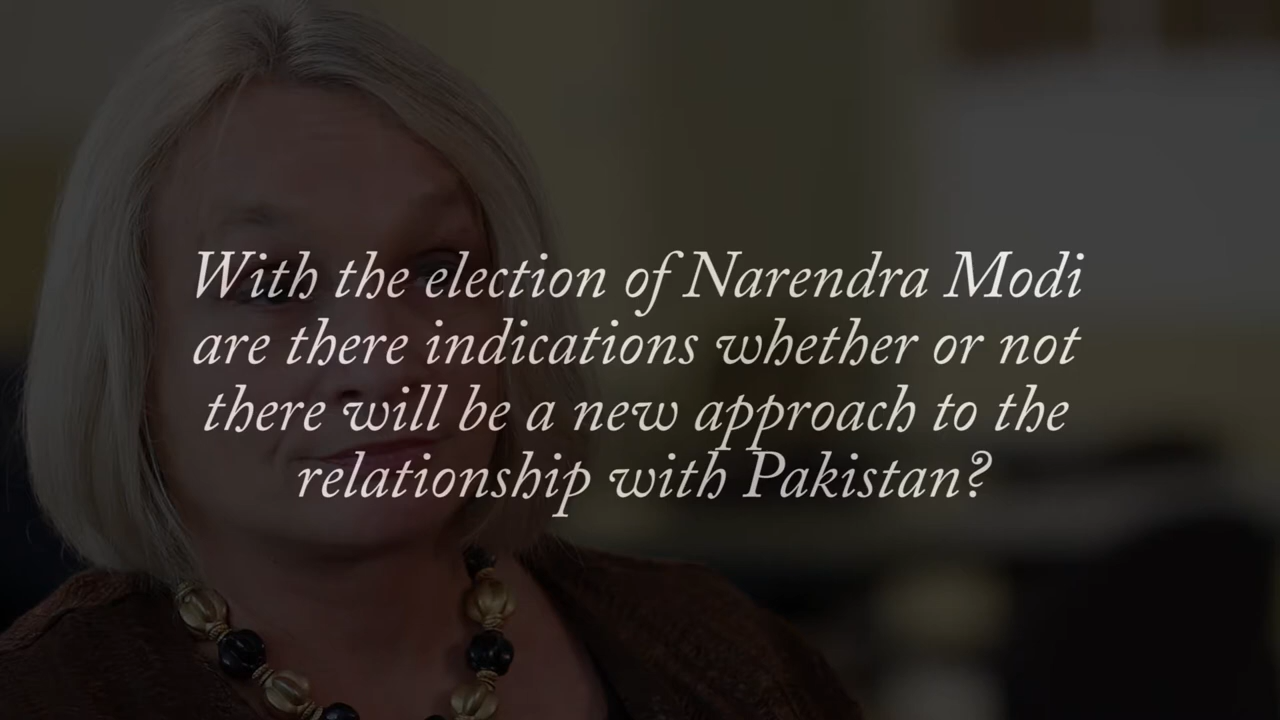 With the election of Narendra Modi
are there indications whether or not
there will be a new approach to the
relationship with Pakistan?